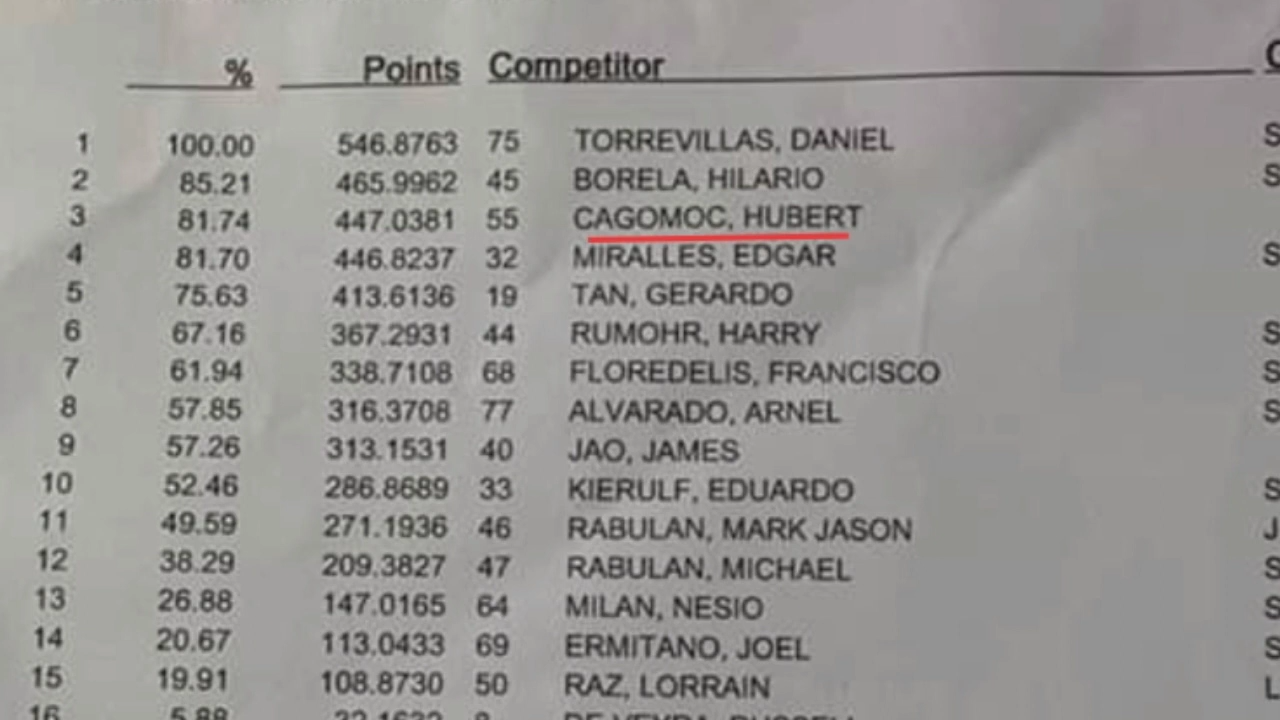 % Points Competitor
1 100.00 546.8763 75 TORREVILLAS, DANIEL S
2 85.21 465.9962 45 BORELA, HILARIO S
3 81.74 447.0381 55 CAGOMOC, HUBERT
4 81.70 446.8237 32 MIRALLES, EDGAR S
5 75.63 413.6136 19 TAN, GERARDO
6 67.16 367.2931 44 RUMOHR, HARRY S
7 61.94 338.7108 68 FLOREDELIS, FRANCISCO S
8 57.85 316.3708 77 ALVARADO, ARNEL S
9 57.26 313.1531 40 JAO, JAMES
10 52.46 286.8689 33 KIERULF, EDUARDO S
11 49.59 271.1936 46 RABULAN, MARK JASON J
12 38.29 209.3827 47 RABULAN, MICHAEL S
13 26.88 147.0165 64 MILAN, NESIO S
14 20.67 113.0433 69 ERMITANO, JOEL S
15 19.91 108.8730 50 RAZ, LORRAIN L
16 5.88